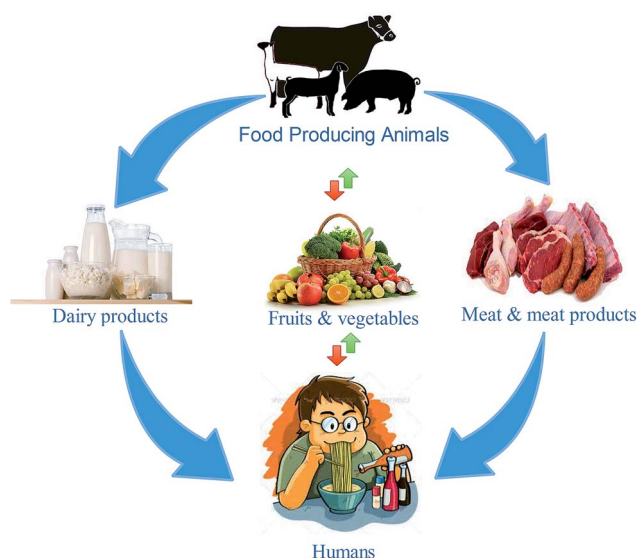 Food Producing Animals
Dairy products
Fruits & vegetables
Meat & meat products
Humans